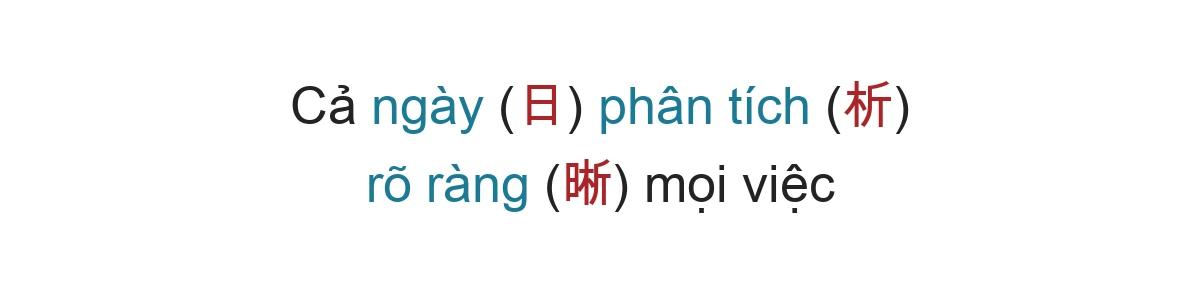 Cả ngày (日) phân tích (析)
rõ ràng (晰) mọi việc